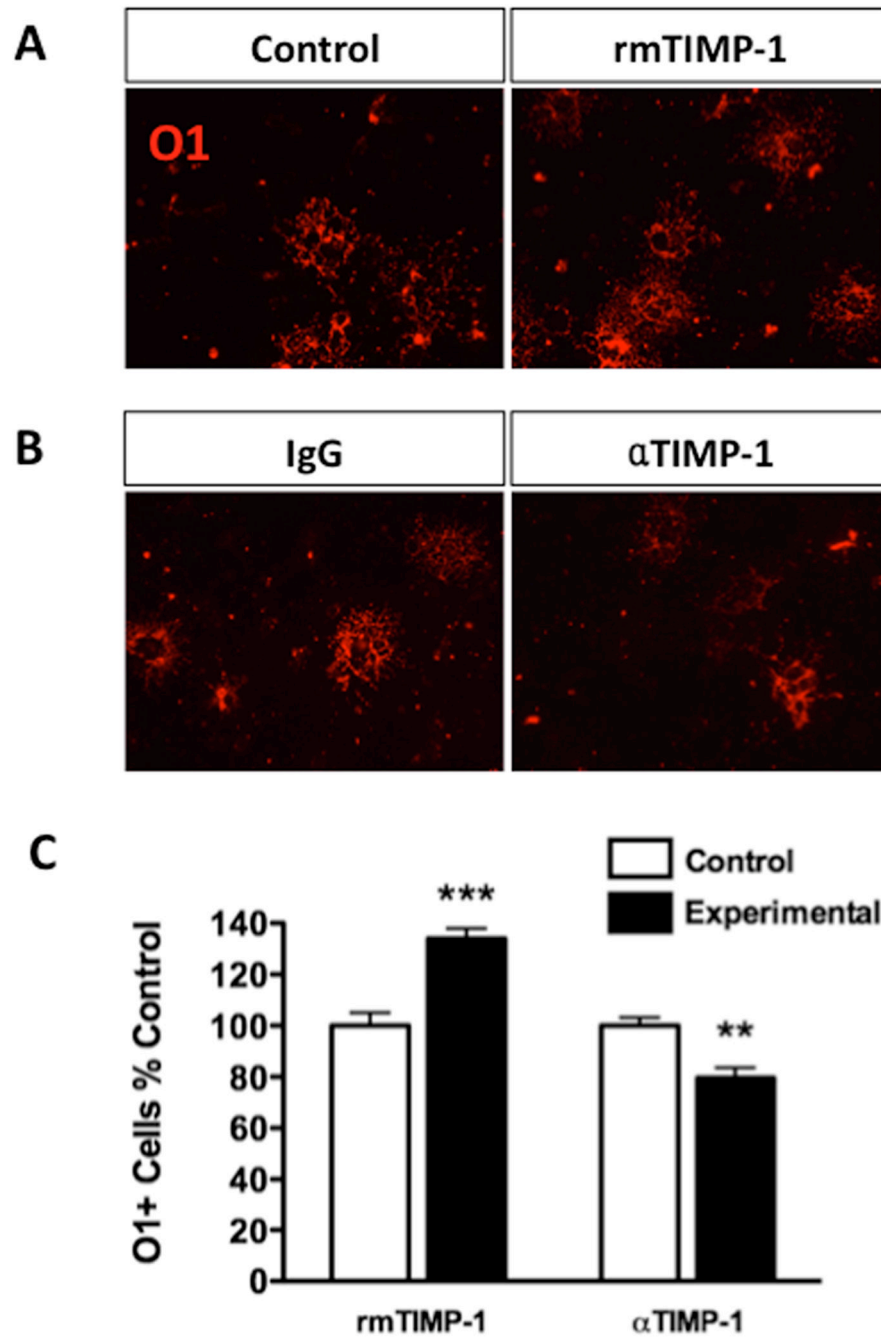 A
Control
rmTIMP-1
O1
B
IgG
αTIMP-1
C
Control
Experimental
O1+ Cells % Control
140
120
100
80
60
40
20
0
***
**
rmTIMP-1
αTIMP-1